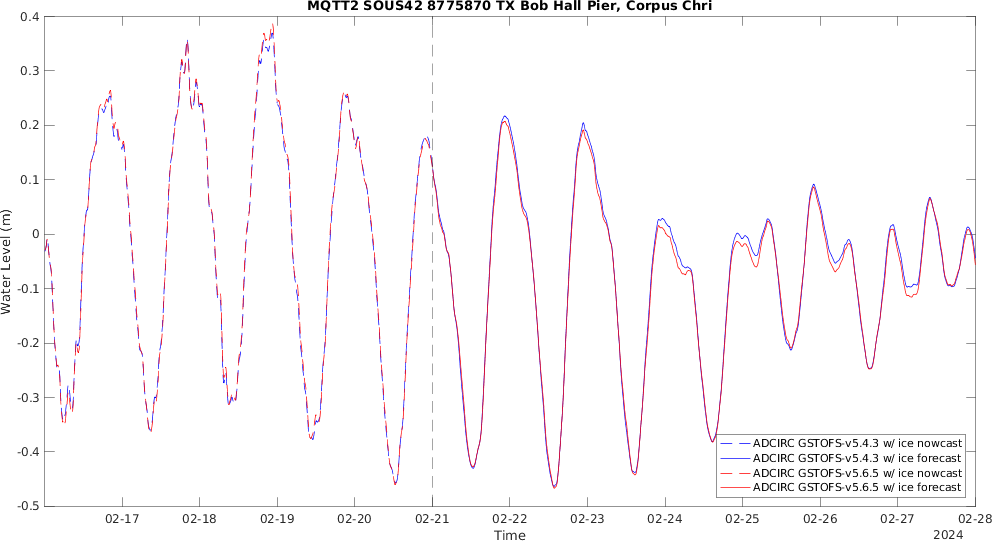 MQTT2 SOUS42 8775870 TX Bob Hall Pier, Corpus Chri
0.4
0.3
0.2
0.1
0
-0.1
-0.2
-0.3
-0.4
-0.5
Water Level (m)
ADCIRC GSTOFS-v5.4.3 w/ ice nowcast
ADCIRC GSTOFS-v5.4.3 w/ ice forecast
ADCIRC GSTOFS-v5.6.5 w/ ice nowcast
ADCIRC GSTOFS-v5.6.5 w/ ice forecast
02-17 02-18 02-19 02-20 02-21 02-22 02-23 02-24 02-25 02-26 02-27 02-28
Time
2024